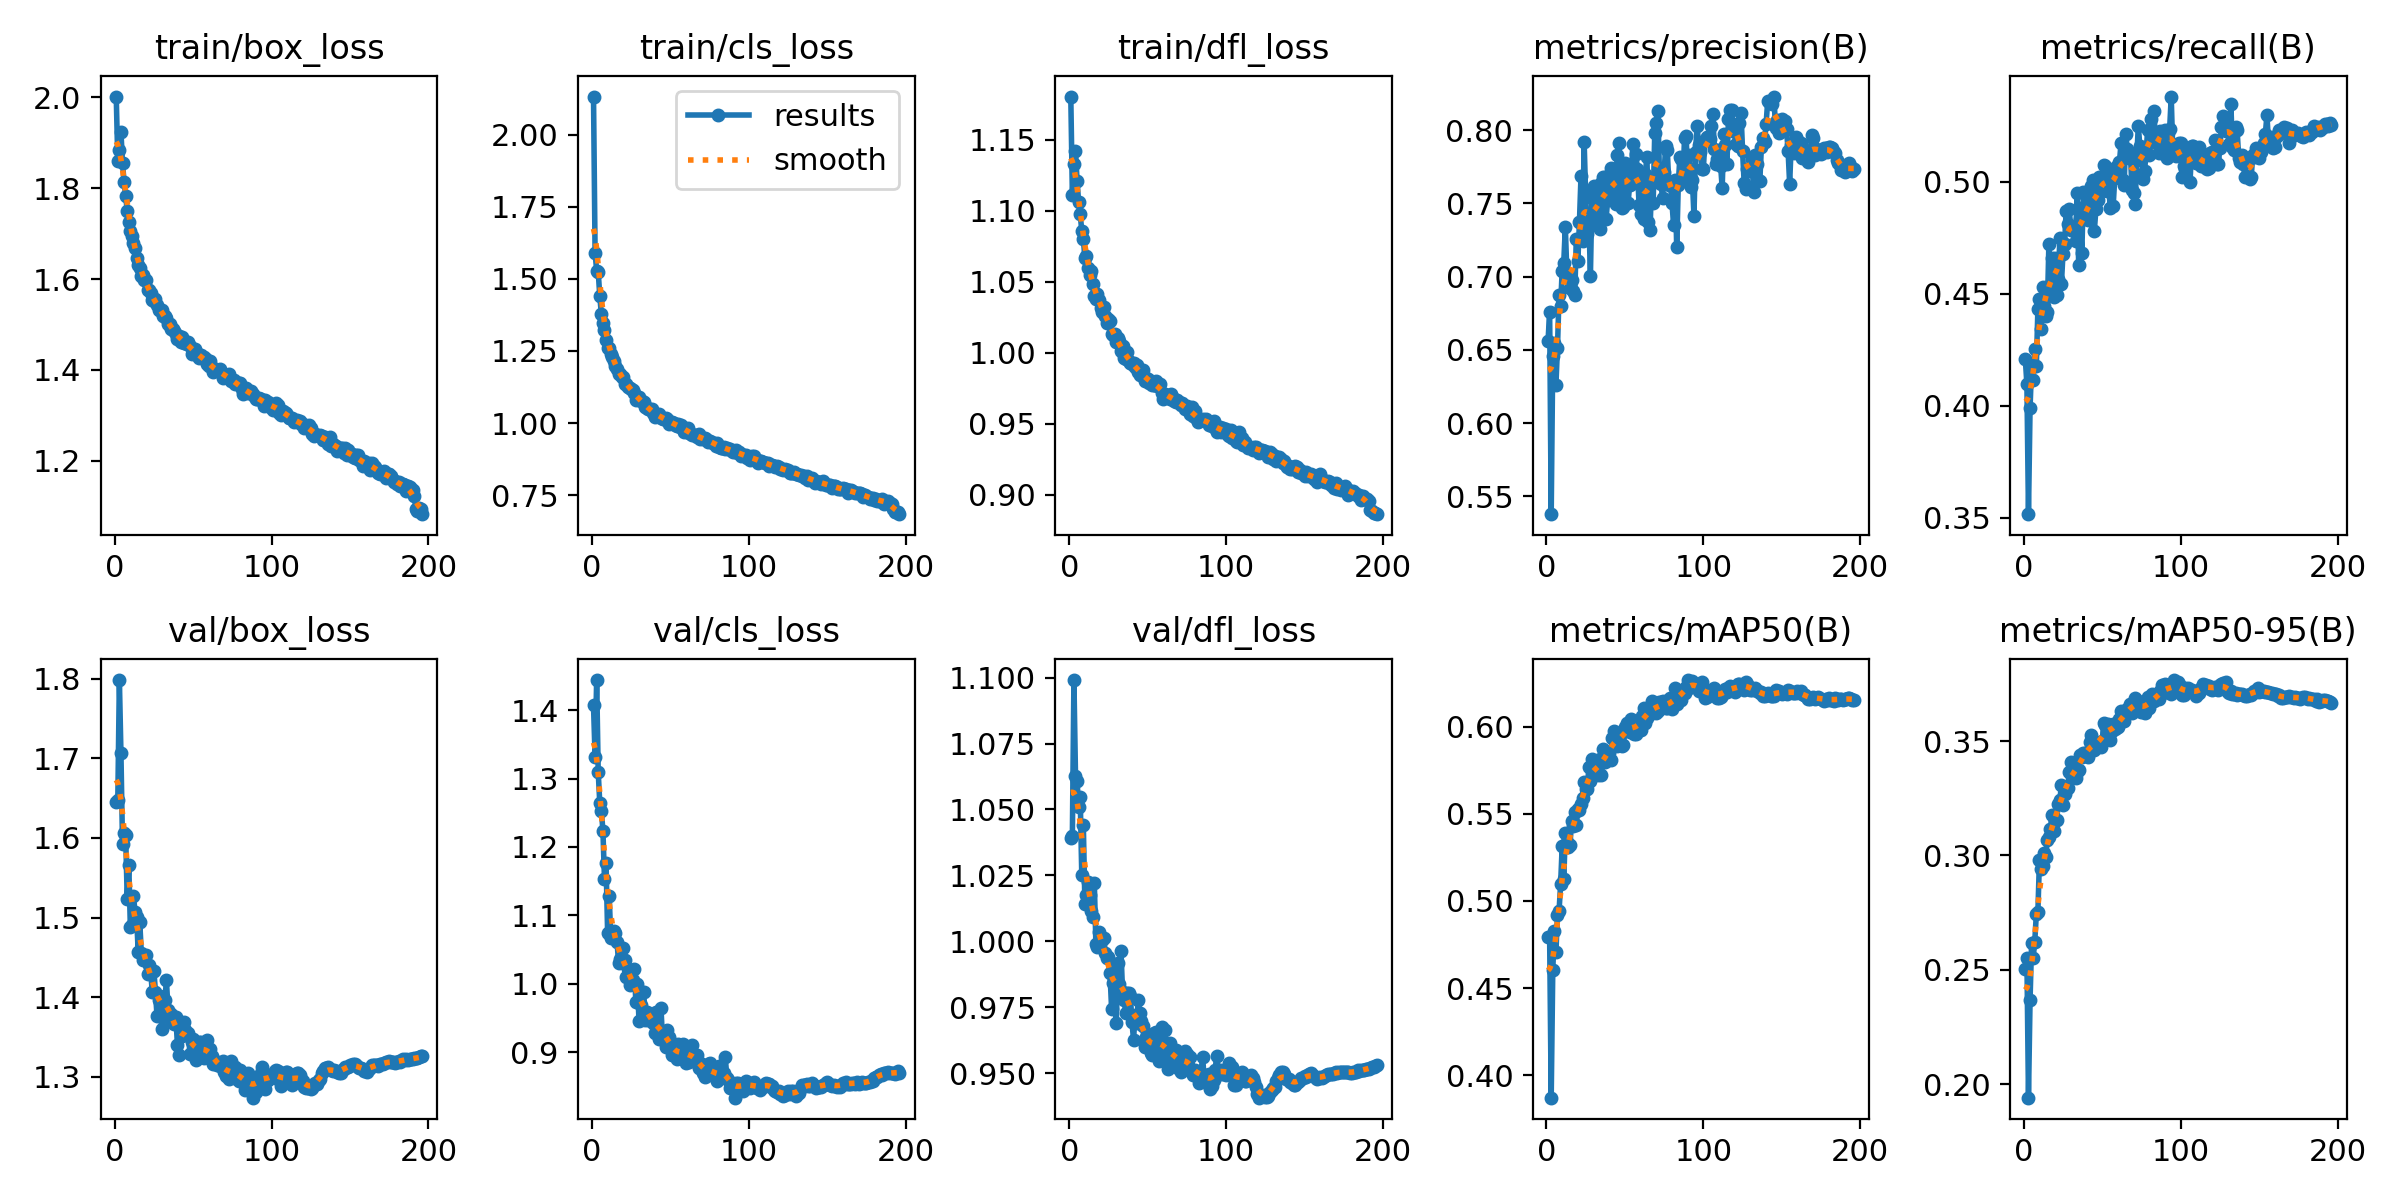 train/box_loss
2.0
1.8
1.6
1.4
1.2
0 100 200
train/cls_loss
results
smooth
2.00
1.75
1.50
1.25
1.00
0.75
0 100 200
train/dfl_loss
1.15
1.10
1.05
1.00
0.95
0.90
0 100 200
metrics/precision(B)
0.80
0.75
0.70
0.65
0.60
0.55
0 100 200
metrics/recall(B)
0.50
0.45
0.40
0.35
0 100 200
val/box_loss
1.8
1.7
1.6
1.5
1.4
1.3
0 100 200
val/cls_loss
1.4
1.3
1.2
1.1
1.0
0.9
0 100 200
val/dfl_loss
1.100
1.075
1.050
1.025
1.000
0.975
0.950
0 100 200
metrics/mAP50(B)
0.60
0.55
0.50
0.45
0.40
0 100 200
metrics/mAP50-95(B)
0.35
0.30
0.25
0.20
0 100 200